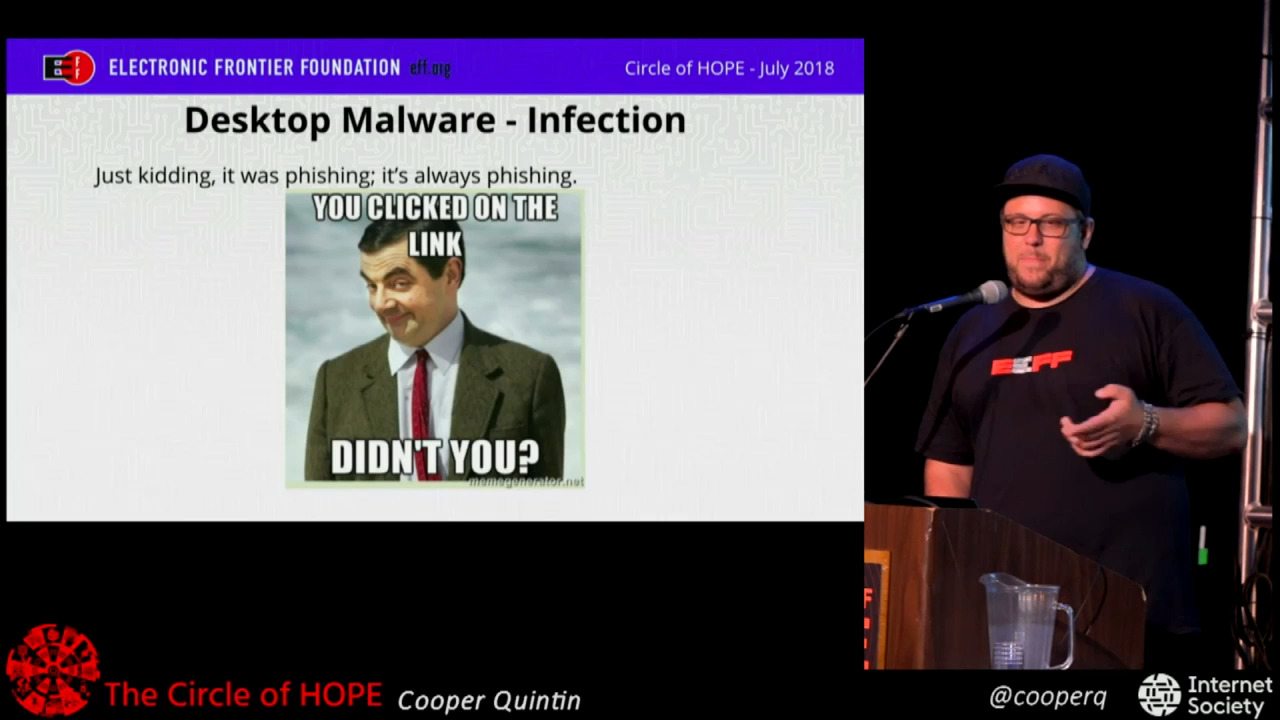 ELECTRONIC FRONTIER FOUNDATION eff.org
Circle of HOPE - July 2018
Desktop Malware - Infection
Just kidding, it was phishing; it's always phishing.
YOU CLICKED ON THE
LINK
DIDN'T YOU?
memegenerator.net
EFF
The Circle of HOPE
Cooper Quintin
@cooperq
Internet
Society